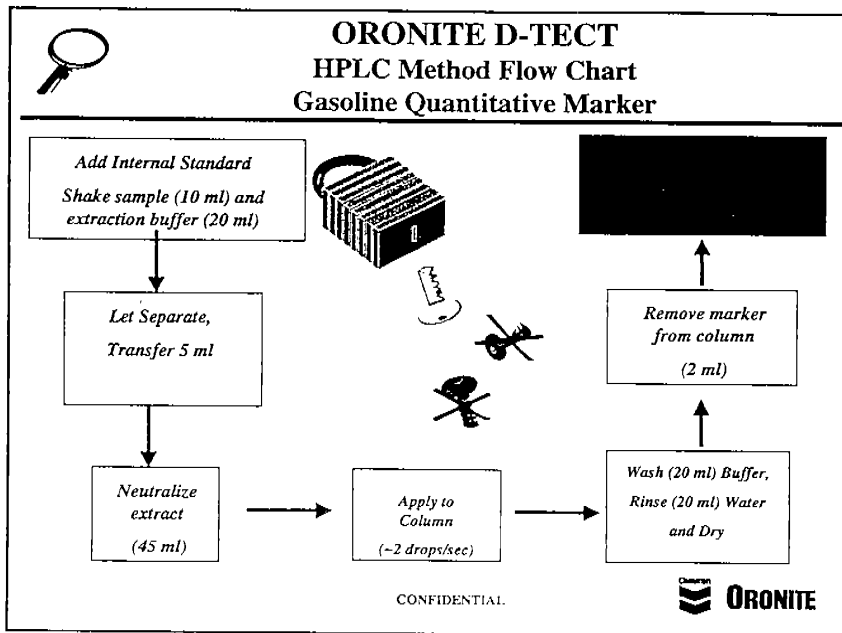 ORONITE D-TECT
HPLC Method Flow Chart
Gasoline Quantitative Marker
Add Internal Standard
Shake sample (10 ml) and
extraction buffer (20 ml)
Let Separate,
Transfer 5 ml
Neutralize
extract
(45 ml)
Apply to
Column
(~2 drops/sec)
Wash (20 ml) Buffer,
Rinse (20 ml) Water
and Dry
Remove marker
from column
(2 ml)
CONFIDENTIAL
Chevron
ORONITE